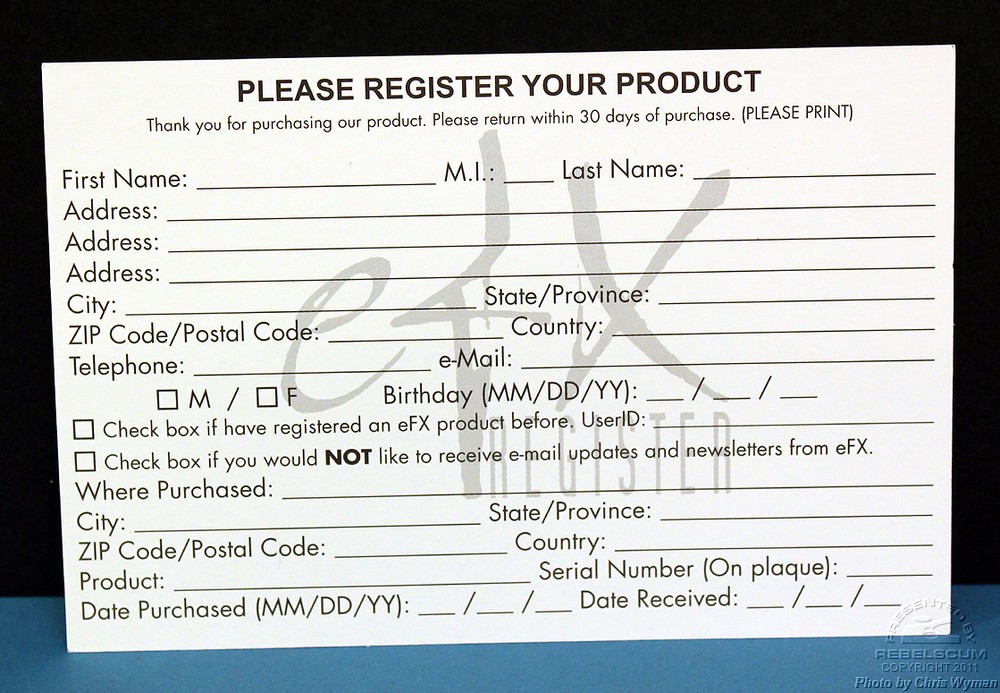 PLEASE REGISTER YOUR PRODUCT
Thank you for purchasing our product. Please return within 30 days of purchase. (PLEASE PRINT)
First Name: M.I.: Last Name:
Address:
Address:
Address:
City: State/Province:
ZIP Code/Postal Code: Country:
Telephone: e-Mail:
M / F Birthday (MM/DD/YY): / /
Check box if have registered an eFX product before. UserID:
Check box if you would NOT like to receive e-mail updates and newsletters from eFX.
Where Purchased:
City: State/Province:
ZIP Code/Postal Code: Country:
Product: Serial Number (On plaque):
Date Purchased (MM/DD/YY): / / Date Received: / /
eFX
REGISTER
PRESENTED BY
REBELSCUM
COPYRIGHT 2011
Photo by Chris Wyman